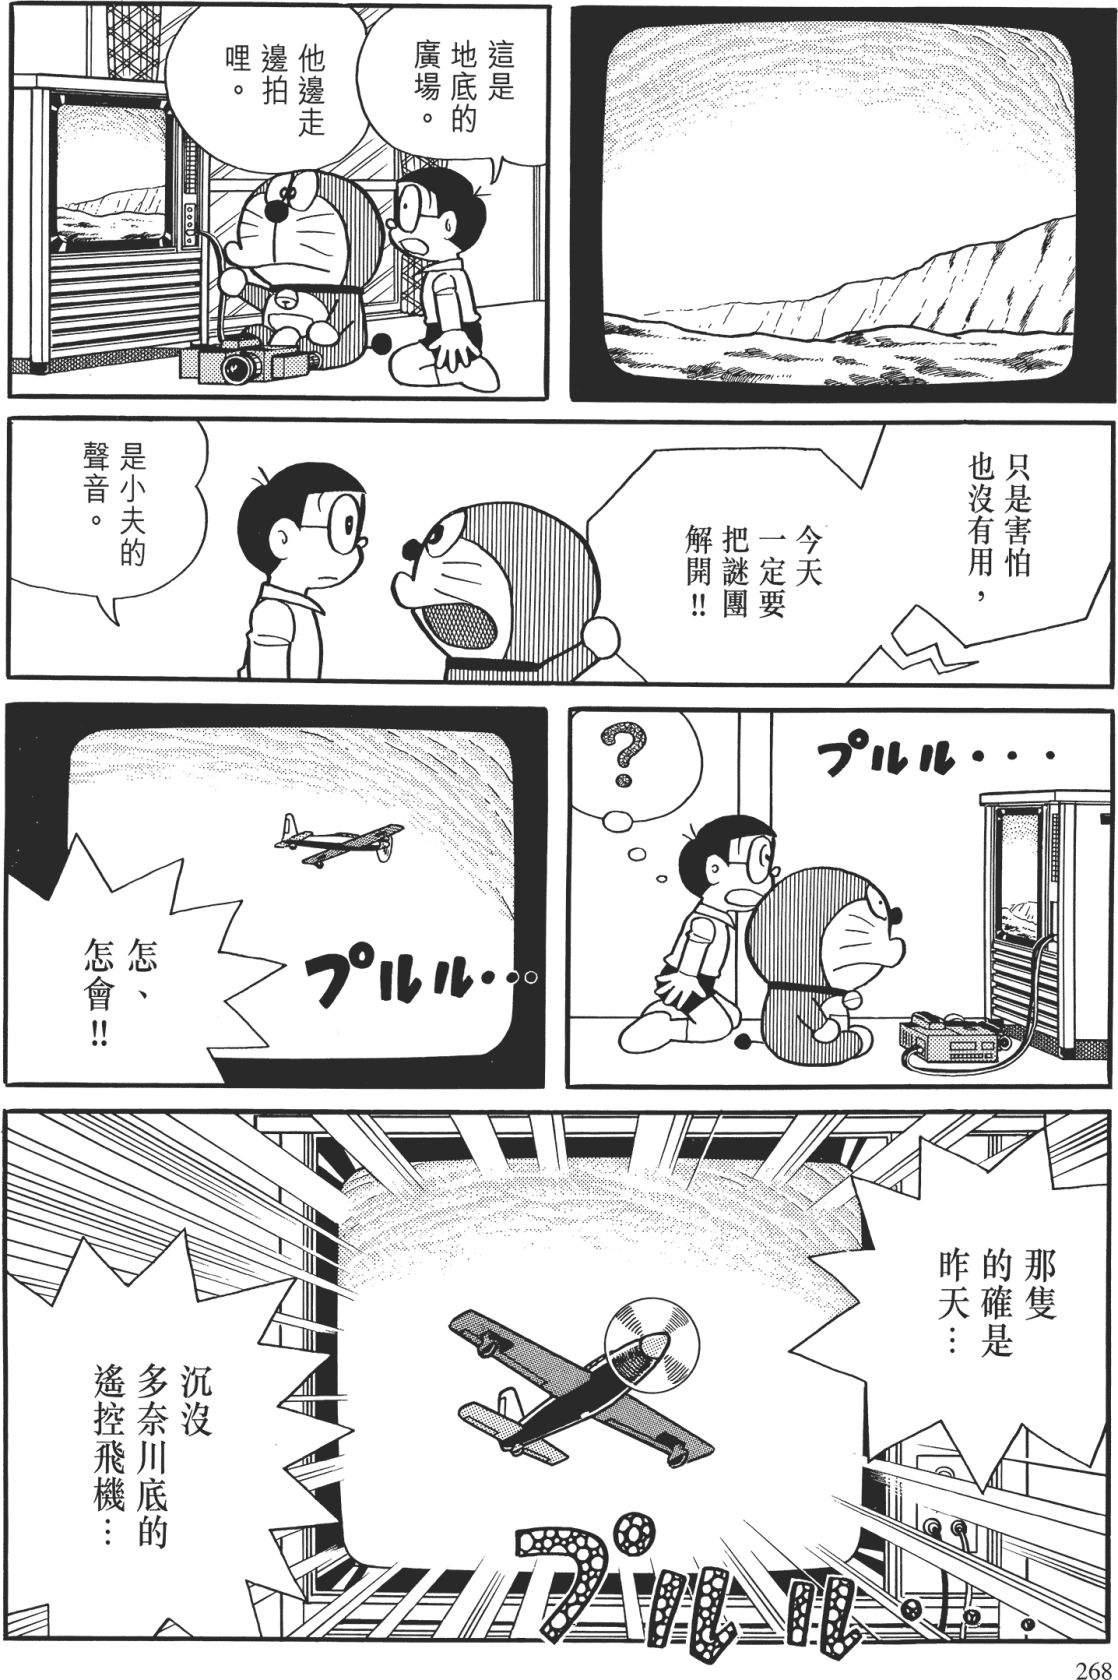 這是
地底的
廣場。
他邊走
邊拍
哩。
只是害怕
也沒有用，
今天
一定要
把謎團
解開!!
是小夫的
聲音。
？
プルル・・・
プルル・・・
怎、
怎會!!
那隻
的確是
昨天…
沉沒
多奈川底的
遙控飛機…
プルル・・・
268